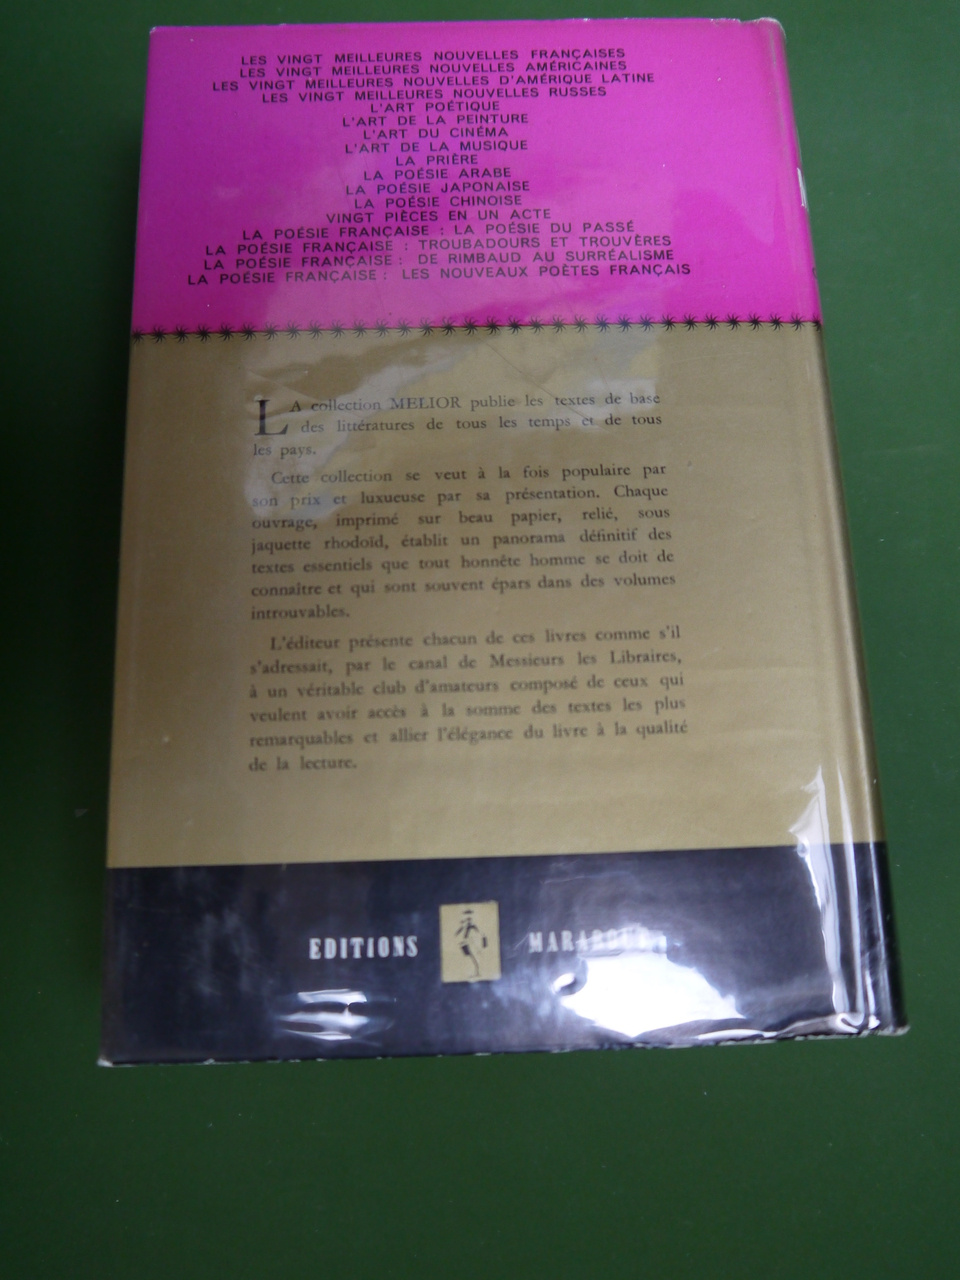 LES VINGT MEILLEURES NOUVELLES FRANÇAISES
LES VINGT MEILLEURES NOUVELLES AMÉRICAINES
LES VINGT MEILLEURES NOUVELLES D'AMÉRIQUE LATINE
LES VINGT MEILLEURES NOUVELLES RUSSES
L'ART POÉTIQUE
L'ART DE LA PEINTURE
L'ART DU CINÉMA
L'ART DE LA MUSIQUE
LA PRIÈRE
LA POÉSIE ARABE
LA POÉSIE JAPONAISE
LA POÉSIE CHINOISE
VINGT PIÈCES EN UN ACTE
LA POÉSIE FRANÇAISE : LA POÉSIE DU PASSÉ
LA POÉSIE FRANÇAISE : TROUBADOURS ET TROUVÈRES
LA POÉSIE FRANÇAISE : DE RIMBAUD AU SURRÉALISME
LA POÉSIE FRANÇAISE : LES NOUVEAUX POÈTES FRANÇAIS
LA collection MELIOR publie les textes de base
des littératures de tous les temps et de tous
les pays.
Cette collection se veut à la fois populaire par
son prix et luxueuse par sa présentation. Chaque
ouvrage, imprimé sur beau papier, relié, sous
jaquette rhodoïd, établit un panorama définitif des
textes essentiels que tout honnête homme se doit de
connaître et qui sont souvent épars dans des volumes
introuvables.
L'éditeur présente chacun de ces livres comme s'il
s'adressait, par le canal de Messieurs les Libraires,
à un véritable club d'amateurs composé de ceux qui
veulent avoir accès à la somme des textes les plus
remarquables et allier l'élégance du livre à la qualité
de la lecture.
EDITIONS